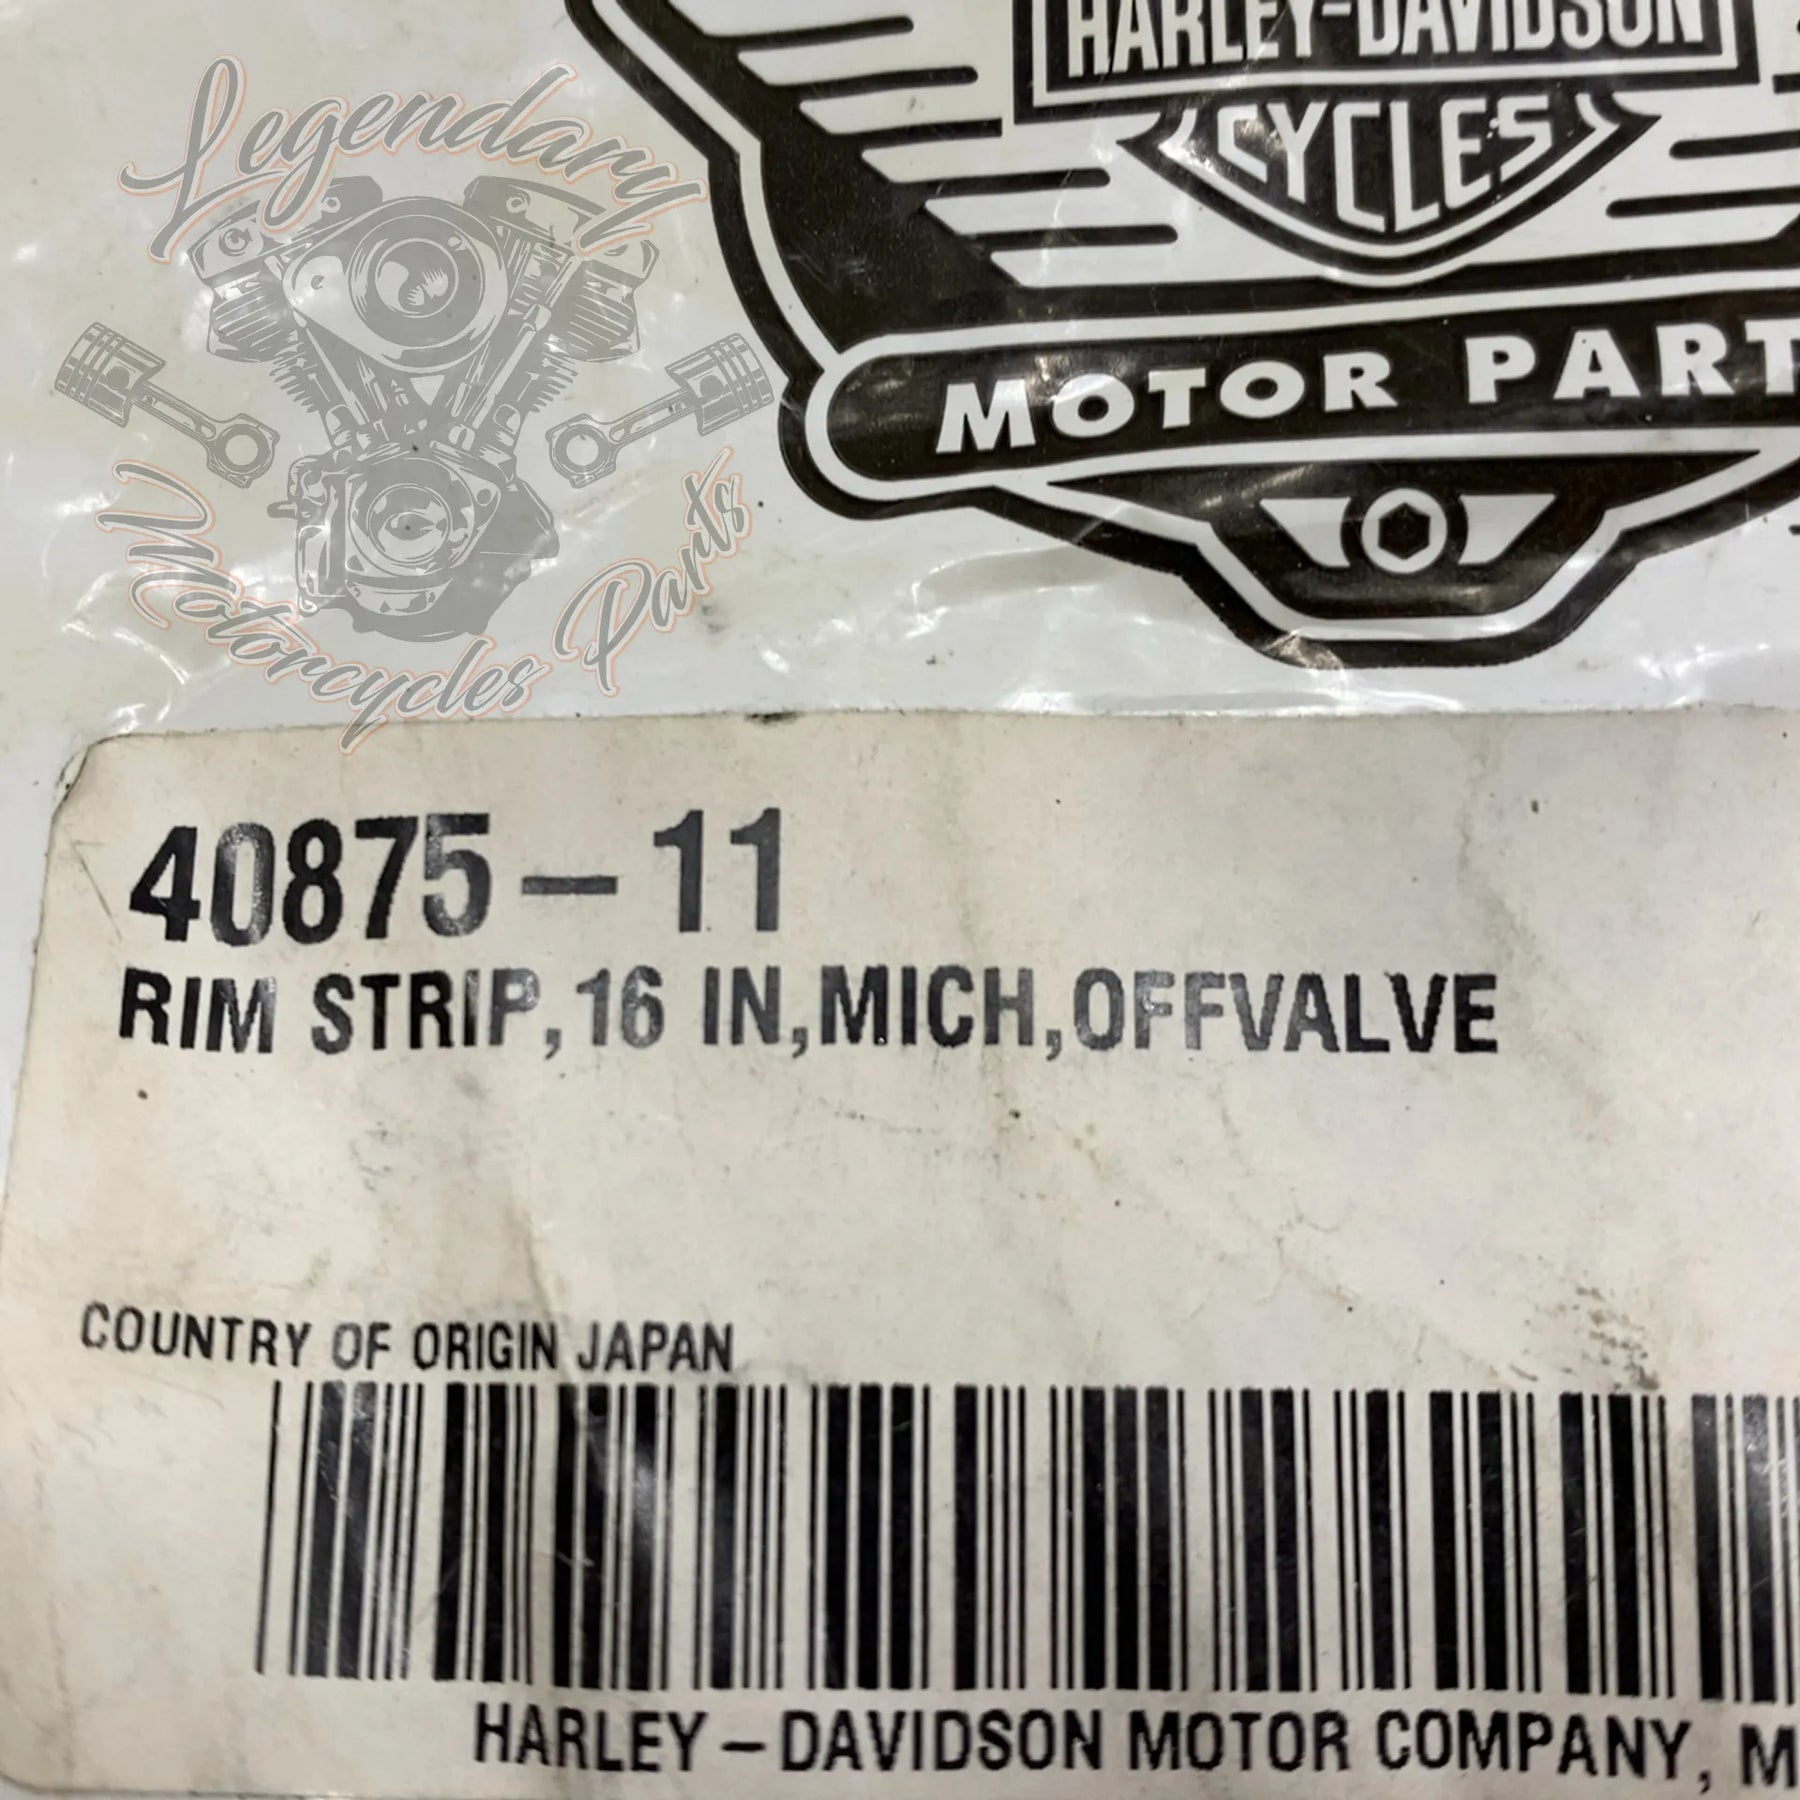 HARLEY-DAVIDSON
CYCLES
MOTOR PART
Legendary
Motorcycles Parts
40875-11
RIM STRIP,16 IN,MICH,OFFVALVE
COUNTRY OF ORIGIN JAPAN
HARLEY-DAVIDSON MOTOR COMPANY, M